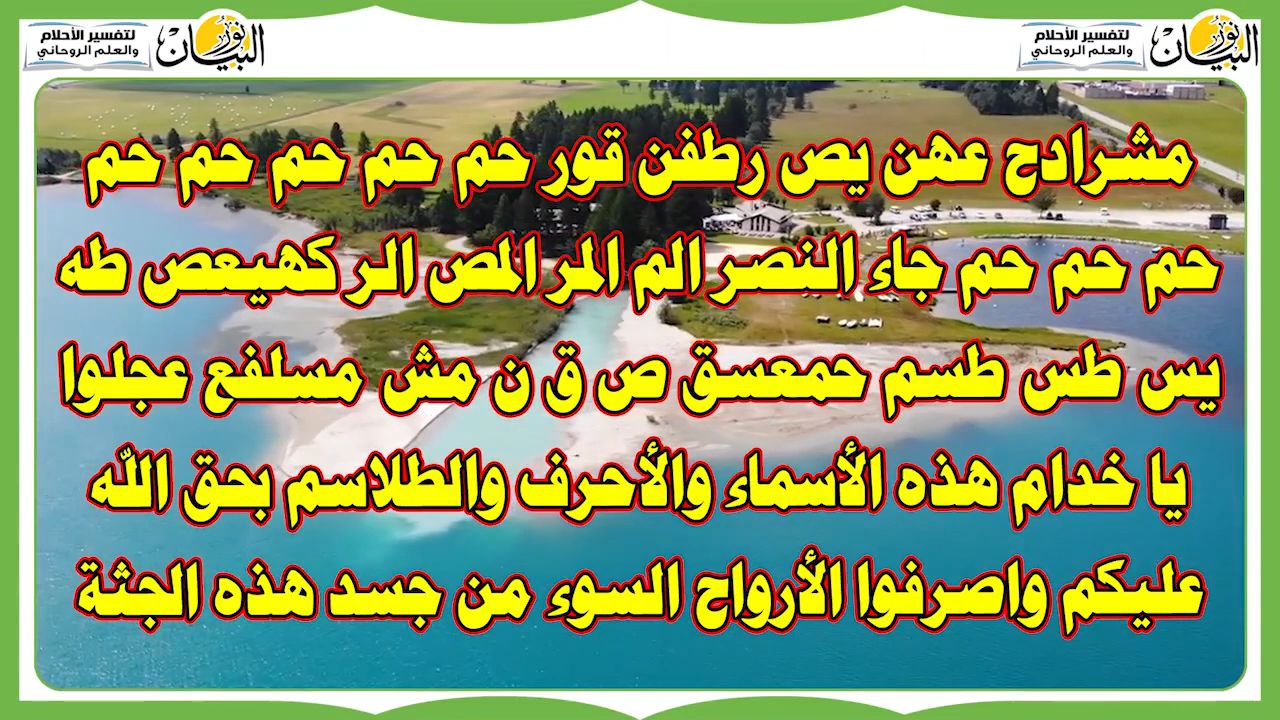 نور البيان
لتفسير الأحلام
والعلم الروحاني
نور البيان
لتفسير الأحلام
والعلم الروحاني
مشرادح عهن يص رطفن قور حم حم حم حم حم
حم حم حم جاء النصر الم المر المص الر كهيعص طه
يس طس طسم حمعسق ص ق ن مش مسلفع عجلوا
يا خدام هذه الأسماء والأحرف والطلاسم بحق الله
عليكم واصرفوا الأرواح السوء من جسد هذه الجثة